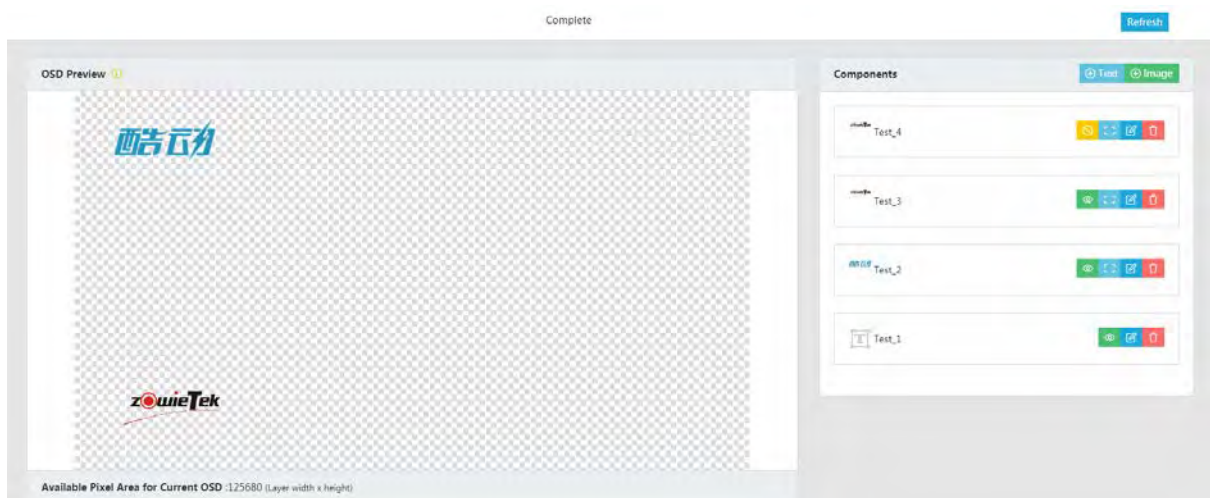 Complete
Refresh
OSD Preview
Components
Text
Image
酷云动
zowieTek
Test_4
Test_3
Test_2
T Test_1
Available Pixel Area for Current OSD :125680 (Layer width x height)